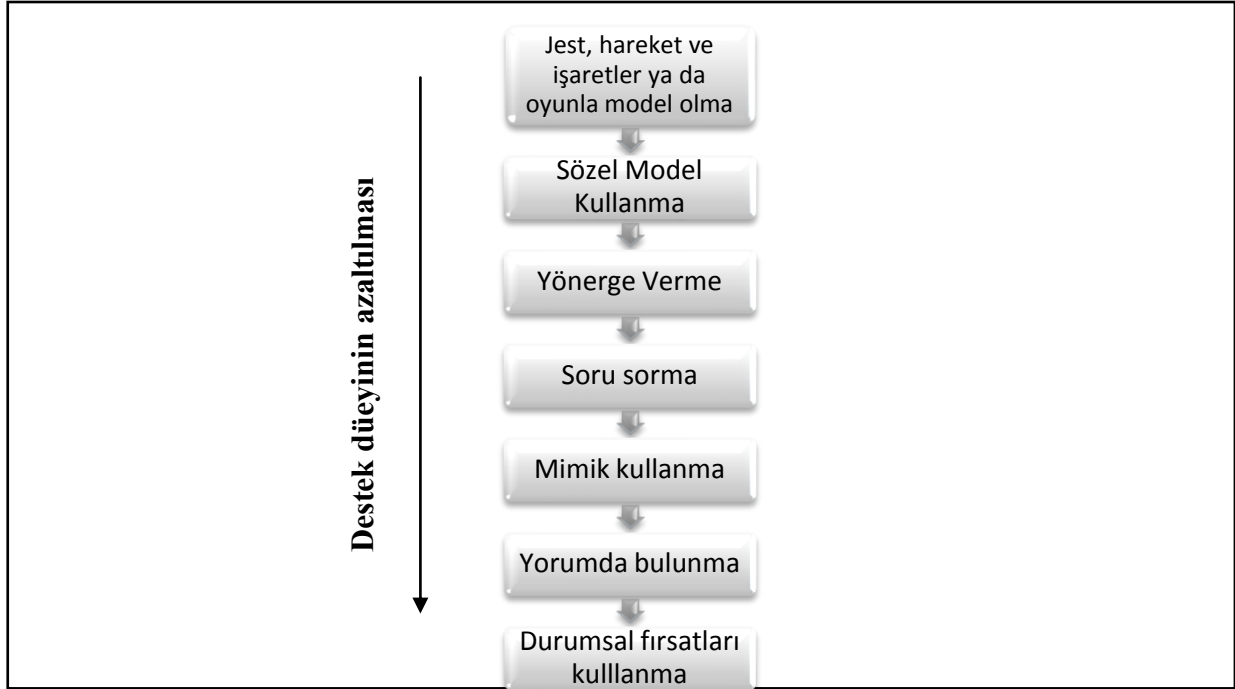 Jest, hareket ve
işaretler ya da
oyunla model olma
Sözel Model
Kullanma
Yönerge Verme
Soru sorma
Mimik kullanma
Yorumda bulunma
Durumsal fırsatları
kulllanma
Destek düeyinin azaltılması